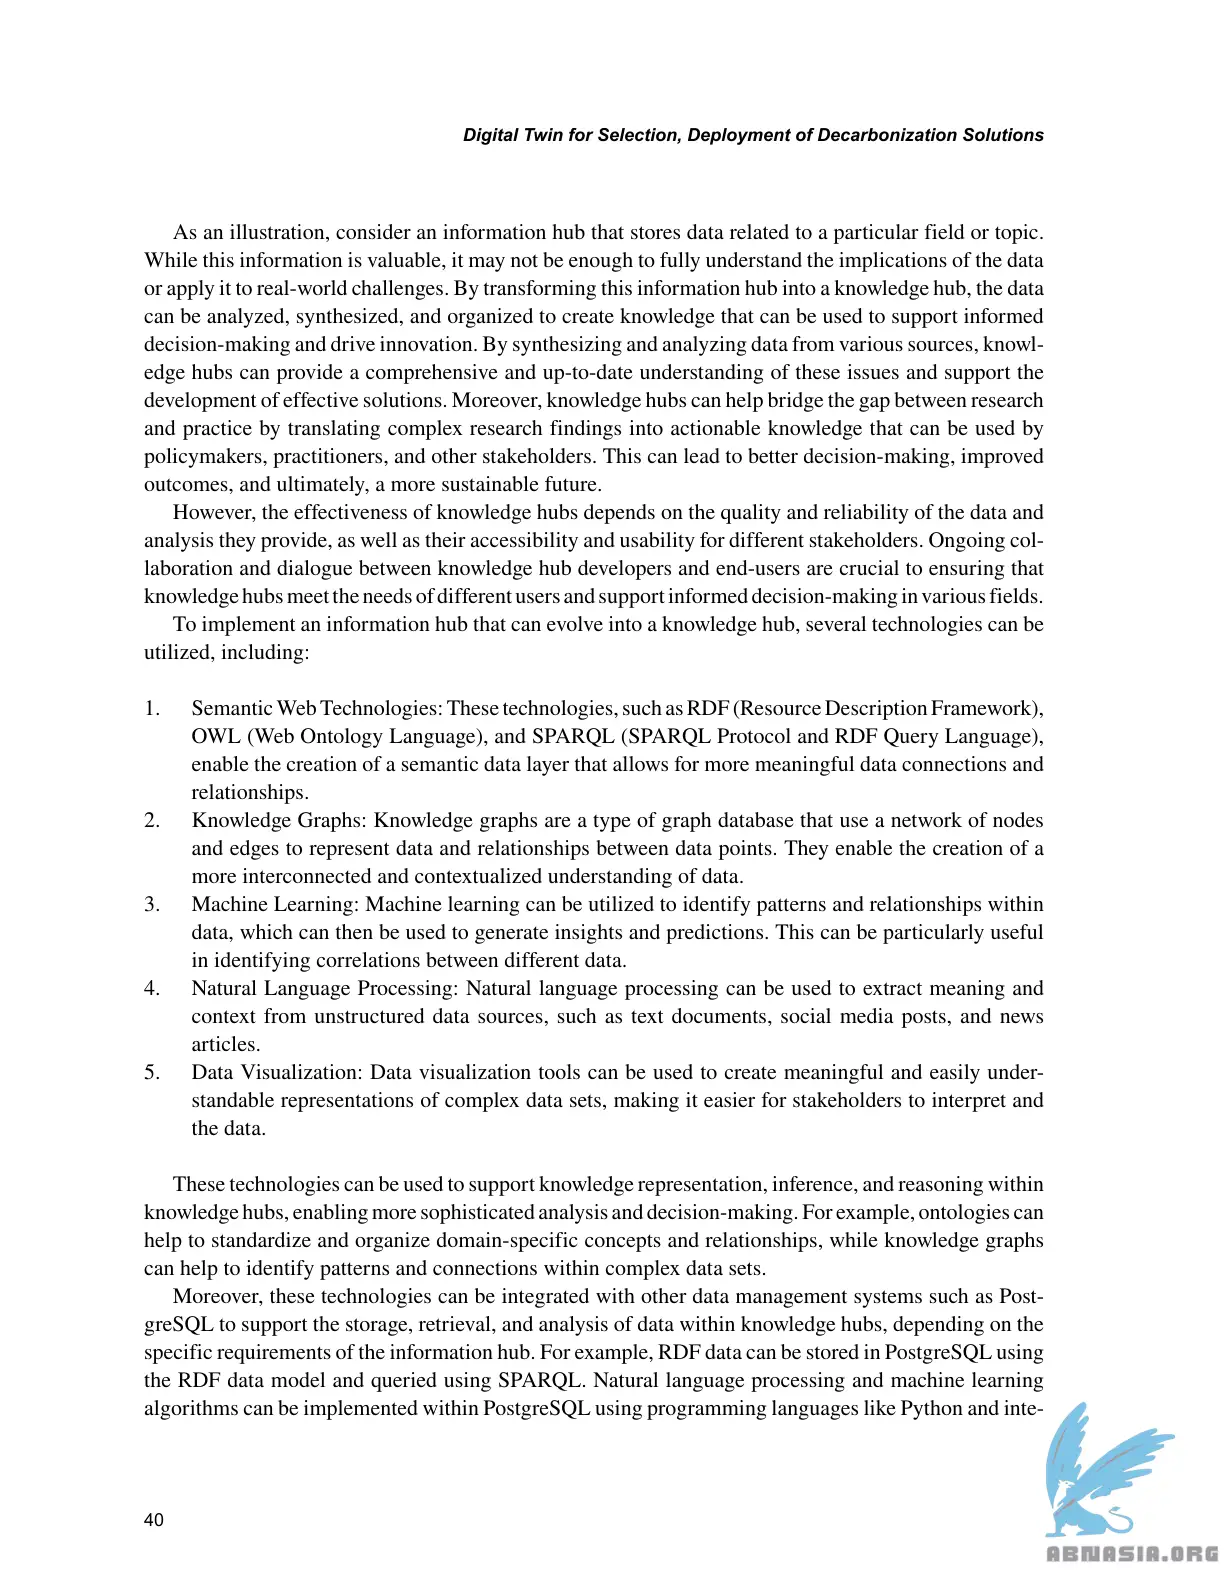 Digital Twin for Selection, Deployment of Decarbonization Solutions
As an illustration, consider an information hub that stores data related to a particular field or topic.
While this information is valuable, it may not be enough to fully understand the implications of the data
or apply it to real-world challenges. By transforming this information hub into a knowledge hub, the data
can be analyzed, synthesized, and organized to create knowledge that can be used to support informed
decision-making and drive innovation. By synthesizing and analyzing data from various sources, knowl-
edge hubs can provide a comprehensive and up-to-date understanding of these issues and support the
development of effective solutions. Moreover, knowledge hubs can help bridge the gap between research
and practice by translating complex research findings into actionable knowledge that can be used by
policymakers, practitioners, and other stakeholders. This can lead to better decision-making, improved
outcomes, and ultimately, a more sustainable future.
However, the effectiveness of knowledge hubs depends on the quality and reliability of the data and
analysis they provide, as well as their accessibility and usability for different stakeholders. Ongoing col-
laboration and dialogue between knowledge hub developers and end-users are crucial to ensuring that
knowledge hubs meet the needs of different users and support informed decision-making in various fields.
To implement an information hub that can evolve into a knowledge hub, several technologies can be
utilized, including:
1. Semantic Web Technologies: These technologies, such as RDF (Resource Description Framework),
OWL (Web Ontology Language), and SPARQL (SPARQL Protocol and RDF Query Language),
enable the creation of a semantic data layer that allows for more meaningful data connections and
relationships.
2. Knowledge Graphs: Knowledge graphs are a type of graph database that use a network of nodes
and edges to represent data and relationships between data points. They enable the creation of a
more interconnected and contextualized understanding of data.
3. Machine Learning: Machine learning can be utilized to identify patterns and relationships within
data, which can then be used to generate insights and predictions. This can be particularly useful
in identifying correlations between different data.
4. Natural Language Processing: Natural language processing can be used to extract meaning and
context from unstructured data sources, such as text documents, social media posts, and news
articles.
5. Data Visualization: Data visualization tools can be used to create meaningful and easily under-
standable representations of complex data sets, making it easier for stakeholders to interpret and
the data.
These technologies can be used to support knowledge representation, inference, and reasoning within
knowledge hubs, enabling more sophisticated analysis and decision-making. For example, ontologies can
help to standardize and organize domain-specific concepts and relationships, while knowledge graphs
can help to identify patterns and connections within complex data sets.
Moreover, these technologies can be integrated with other data management systems such as Post-
greSQL to support the storage, retrieval, and analysis of data within knowledge hubs, depending on the
specific requirements of the information hub. For example, RDF data can be stored in PostgreSQL using
the RDF data model and queried using SPARQL. Natural language processing and machine learning
algorithms can be implemented within PostgreSQL using programming languages like Python and inte-
40
ABNASIA.ORG